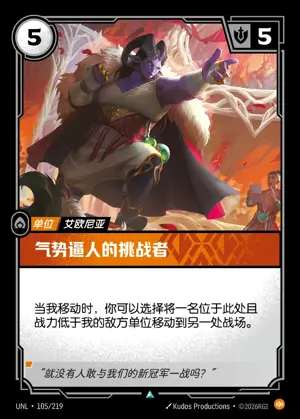 5
5
单位 艾欧尼亚
气势逼人的挑战者
当我移动时，你可以选择将一名位于此处且
战力低于我的敌方单位移动到另一处战场。
"就没有人敢与我们的新冠军一战吗？"
UNL • 105/219 Kudos Productions • ©2026RGI